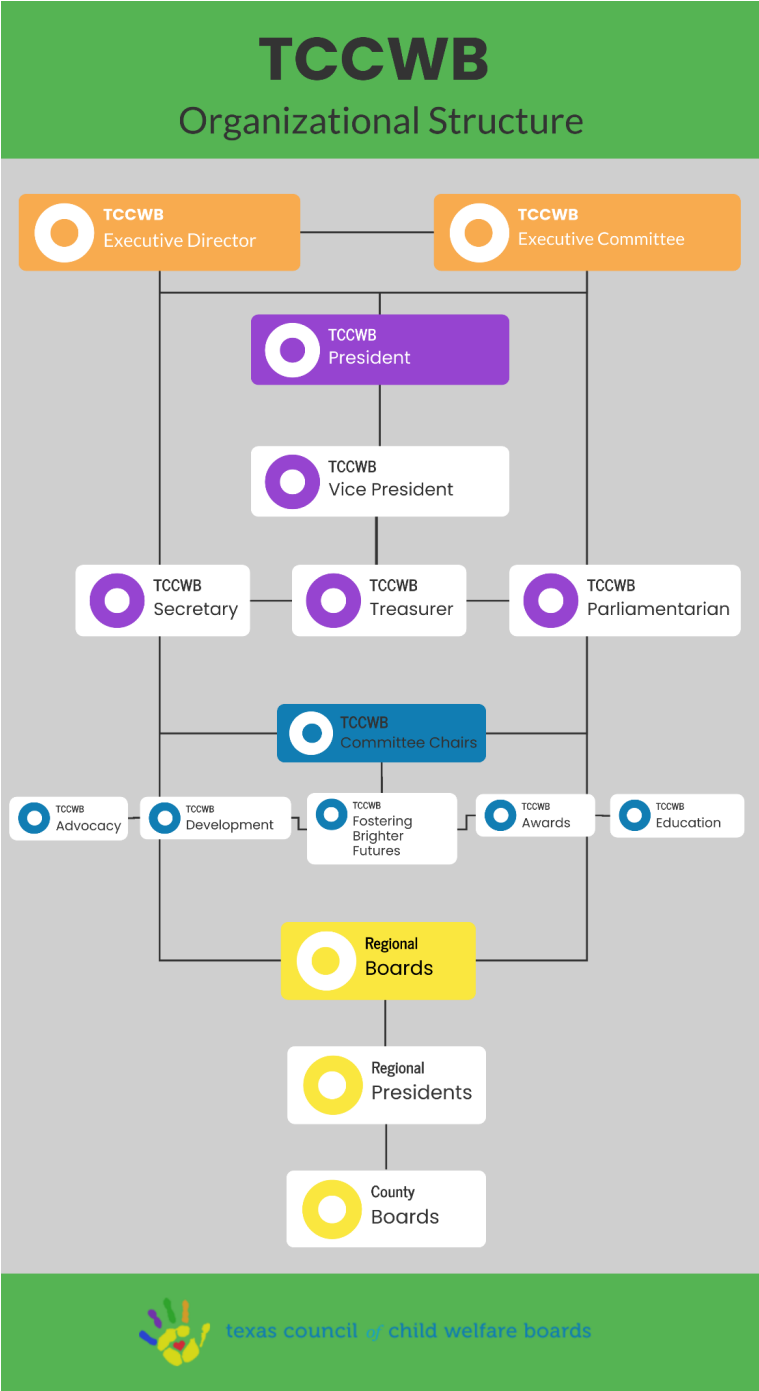 TCCWB
Organizational Structure
TCCWB
Executive Director
TCCWB
Executive Committee
TCCWB
President
TCCWB
Vice President
TCCWB
Secretary
TCCWB
Treasurer
TCCWB
Parliamentarian
TCCWB
Committee Chairs
TCCWB
Advocacy
TCCWB
Development
TCCWB
Fostering
Brighter
Futures
TCCWB
Awards
TCCWB
Education
Regional
Boards
Regional
Presidents
County
Boards
texas council of child welfare boards